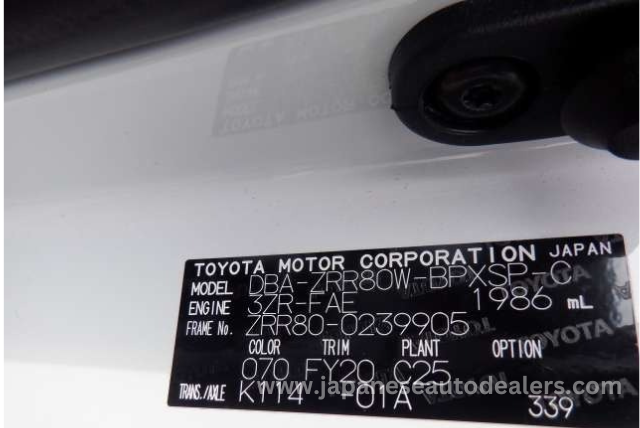 TOYOTA MOTOR CORPORATION JAPAN
MODEL DBA-ZRR80W-BPXSP-C
ENGINE 3ZR-FAE 1986 mL
FRAME No. ZRR80-0239905
COLOR TRIM PLANT OPTION
070 FY20 C25
www.japaneseautodealers.com
TRANS./AXLE K114 -01A
339